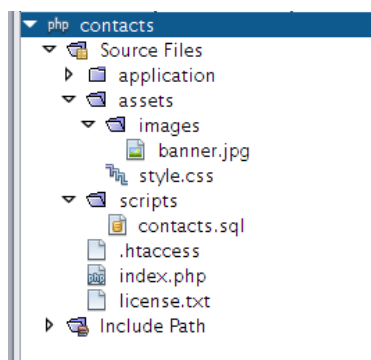 php contacts
Source Files
application
assets
images
banner.jpg
style.css
scripts
contacts.sql
.htaccess
php index.php
license.txt
Include Path